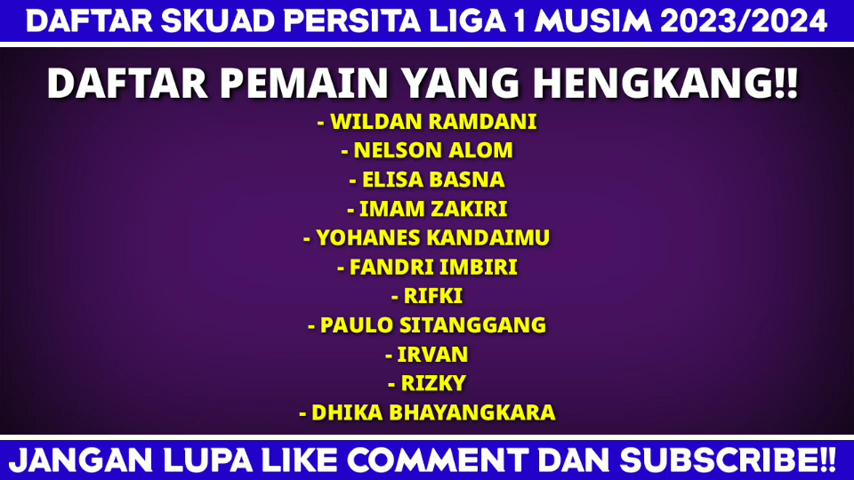 DAFTAR SKUAD PERSITA LIGA 1 MUSIM 2023/2024
DAFTAR PEMAIN YANG HENGKANG!!
- WILDAN RAMDANI
- NELSON ALOM
- ELISA BASNA
- IMAM ZAKIRI
- YOHANES KANDAIMU
- FANDRI IMBIRI
- RIFKI
- PAULO SITANGGANG
- IRVAN
- RIZKY
- DHIKA BHAYANGKARA
JANGAN LUPA LIKE COMMENT DAN SUBSCRIBE!!